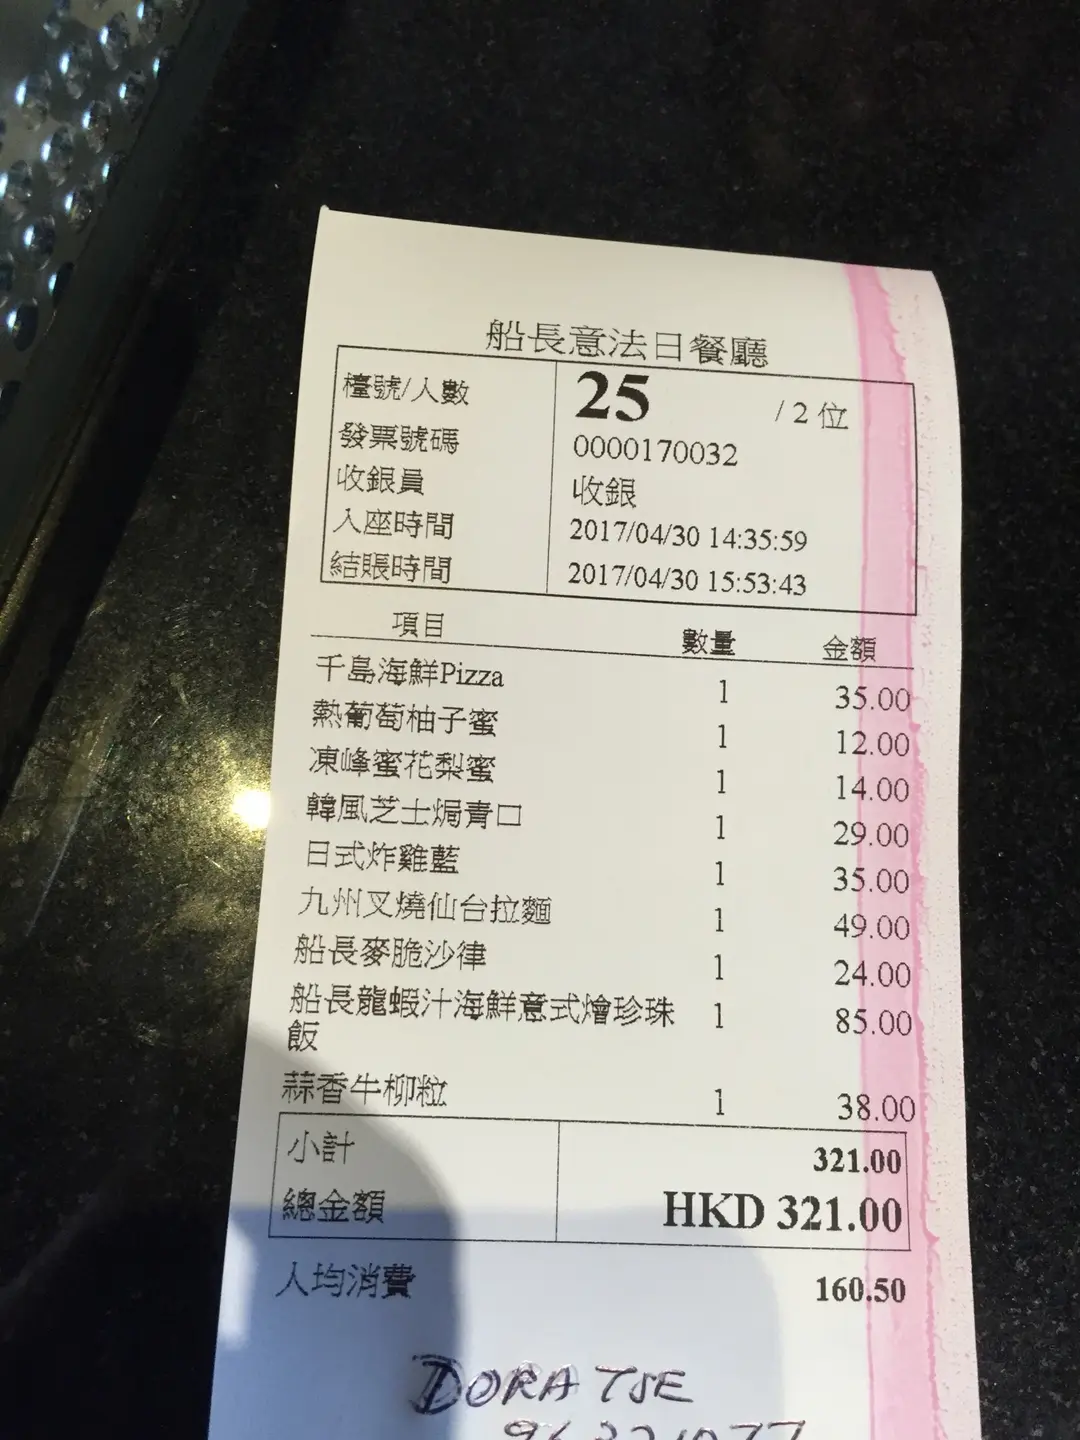 船長意法日餐廳
檯號/人數 25 /2 位
發票號碼 0000170032
收銀員 收銀
入座時間 2017/04/30 14:35:59
結賬時間 2017/04/30 15:53:43
項目 數量 金額
千島海鮮Pizza 1 35.00
熱葡萄柚子蜜 1 12.00
凍峰蜜花梨蜜 1 14.00
韓風芝士焗青口 1 29.00
日式炸雞藍 1 35.00
九州叉燒仙台拉麵 1 49.00
船長麥脆沙律 1 24.00
船長龍蝦汁海鮮意式燴珍珠 1 85.00
飯
蒜香牛柳粒 1 38.00
小計 321.00
總金額 HKD 321.00
人均消費 160.50
DORA TSE